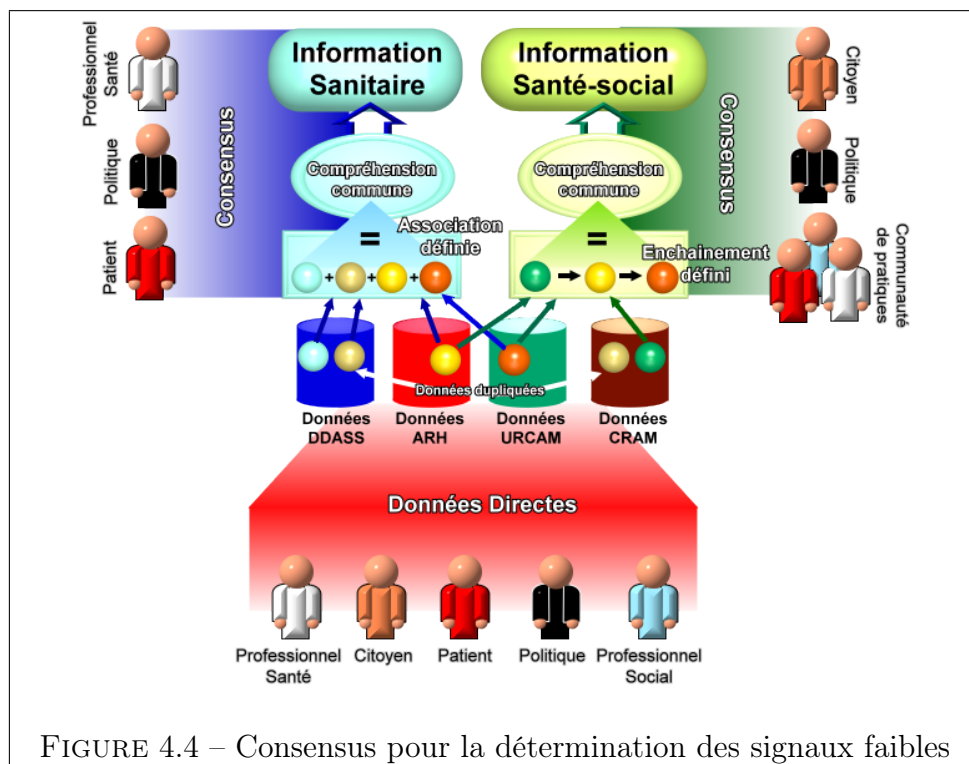 Professionnel
Santé
Politique
Patient
Consensus
Information
Sanitaire
Compréhension
commune
=
Association
définie
+ + +
Information
Santé-social
Compréhension
commune
=
Enchainement
défini
Consensus
Citoyen
Politique
Communauté
de pratiques
Données dupliquées
Données
DDASS
Données
ARH
Données
URCAM
Données
CRAM
Données Directes
Professionnel
Santé
Citoyen
Patient
Politique
Professionnel
Social
FIGURE 4.4 – Consensus pour la détermination des signaux faibles